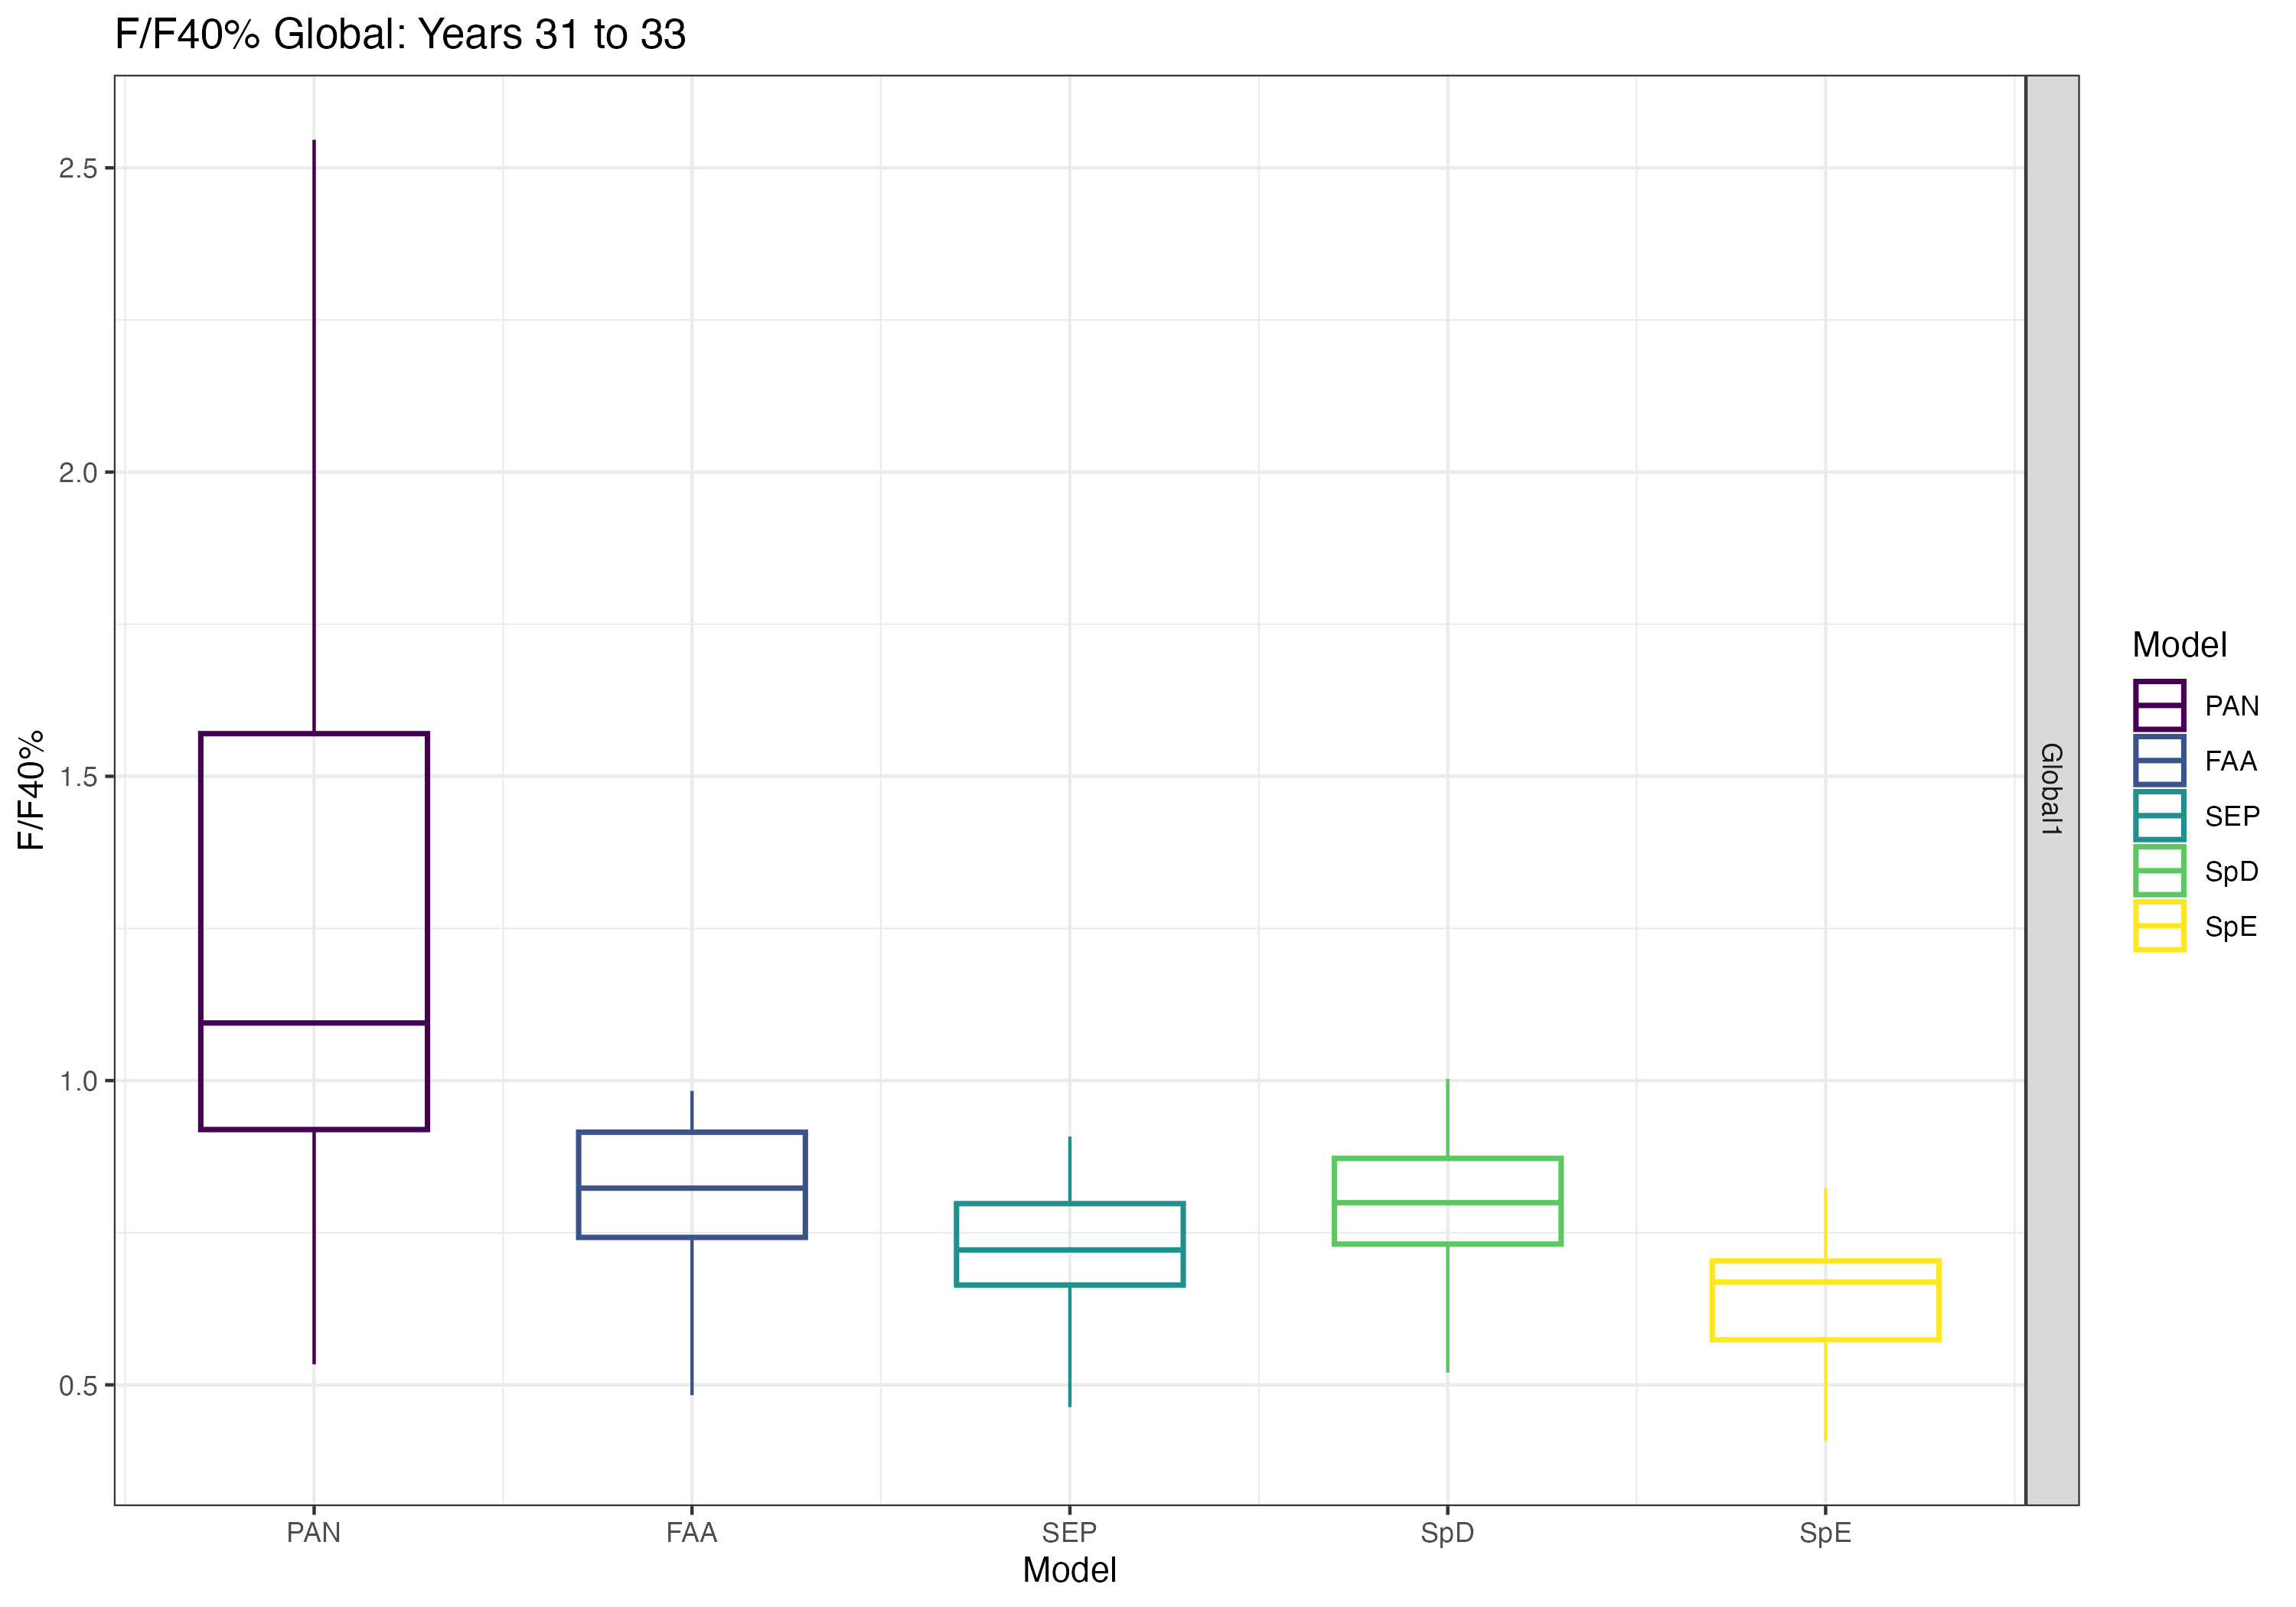 F/F40% Global: Years 31 to 33
F/F40%
2.5
2.0
1.5
1.0
0.5
PAN
FAA
SEP
SpD
SpE
Model
Global1
Model
PAN
FAA
SEP
SpD
SpE